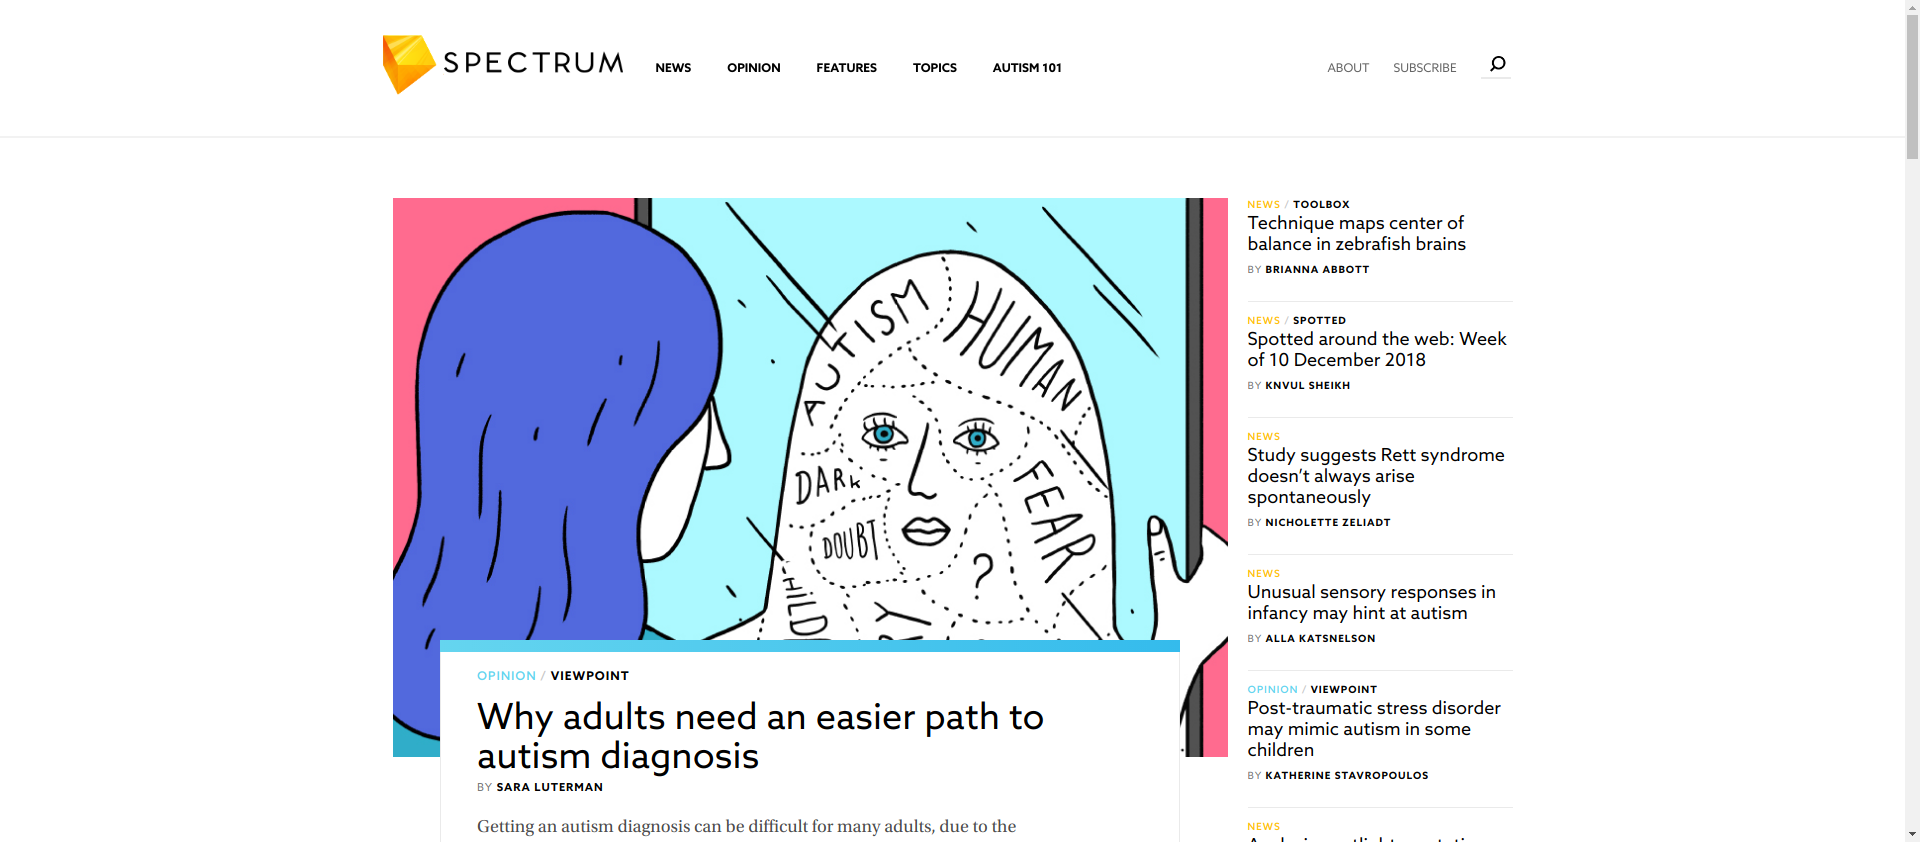 SPECTRUM
NEWS
OPINION
FEATURES
TOPICS
AUTISM 101
ABOUT
SUBSCRIBE
AUTISM
HUMAN
DARK
DOUBT
FEAR
?
OPINION / VIEWPOINT
Why adults need an easier path to
autism diagnosis
BY SARA LUTERMAN
Getting an autism diagnosis can be difficult for many adults, due to the
NEWS / TOOLBOX
Technique maps center of
balance in zebrafish brains
BY BRIANNA ABBOTT
NEWS / SPOTTED
Spotted around the web: Week
of 10 December 2018
BY KNVUL SHEIKH
NEWS
Study suggests Rett syndrome
doesn’t always arise
spontaneously
BY NICHOLETTE ZELIADT
NEWS
Unusual sensory responses in
infancy may hint at autism
BY ALLA KATSNELSON
OPINION / VIEWPOINT
Post-traumatic stress disorder
may mimic autism in some
children
BY KATHERINE STAVROPOULOS
NEWS